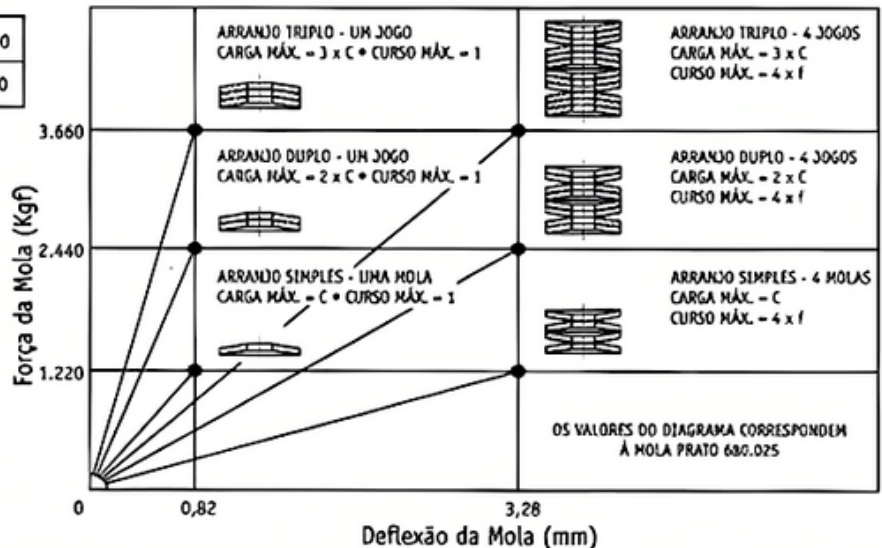 0
0
ARRANJO TRIPLO - UM JOGO
CARGA MÁX. = 3 x C • CURSO MÁX. = 1
ARRANJO TRIPLO - 4 JOGOS
CARGA MÁX. = 3 x C
CURSO MÁX. = 4 x f
3.660
ARRANJO DUPLO - UM JOGO
CARGA MÁX. = 2 x C • CURSO MÁX. = 1
ARRANJO DUPLO - 4 JOGOS
CARGA MÁX. = 2 x C
CURSO MÁX. = 4 x f
2.440
ARRANJO SIMPLES - UMA MOLA
CARGA MÁX. = C • CURSO MÁX. = 1
ARRANJO SIMPLES - 4 MOLAS
CARGA MÁX. = C
CURSO MÁX. = 4 x f
1.220
OS VALORES DO DIAGRAMA CORRESPONDEM
À MOLA PRATO 680.025
Força da Mola (Kgf)
0
0,82
3,28
Deflexão da Mola (mm)